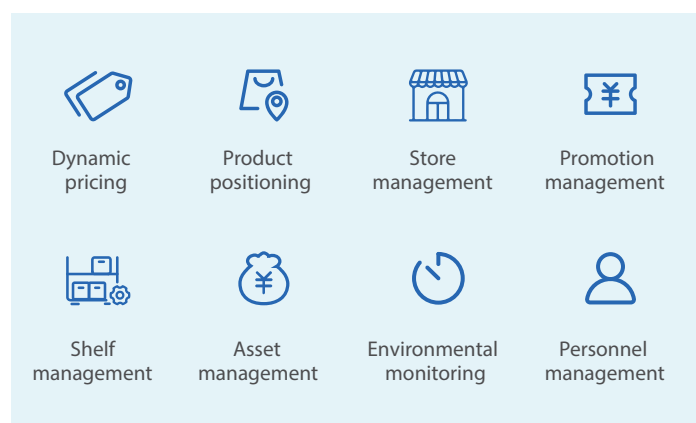 Dynamic
pricing
Product
positioning
Store
management
¥
Promotion
management
Shelf
management
¥
Asset
management
Environmental
monitoring
Personnel
management